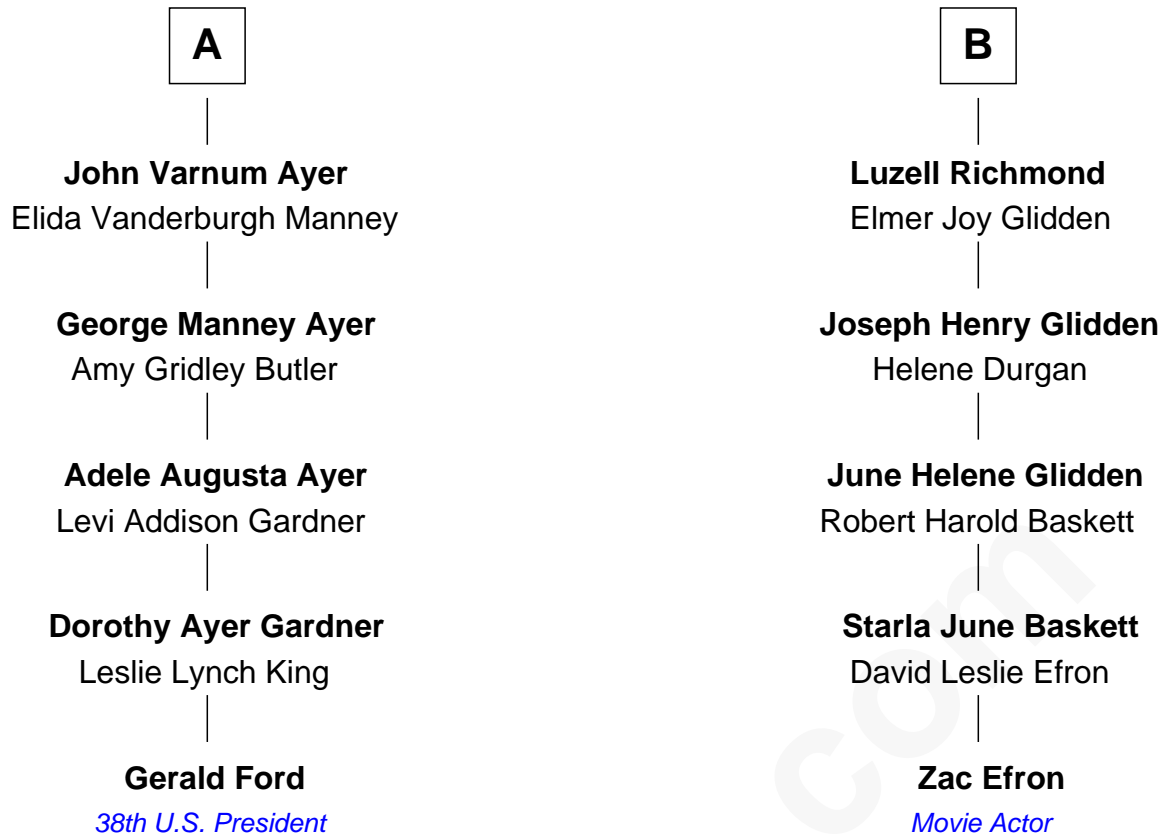 A
John Varnum Ayer
Elida Vanderburgh Manney
George Manney Ayer
Amy Gridley Butler
Adele Augusta Ayer
Levi Addison Gardner
Dorothy Ayer Gardner
Leslie Lynch King
Gerald Ford
38th U.S. President
B
Luzell Richmond
Elmer Joy Glidden
Joseph Henry Glidden
Helene Durgan
June Helene Glidden
Robert Harold Baskett
Starla June Baskett
David Leslie Efron
Zac Efron
Movie Actor
com